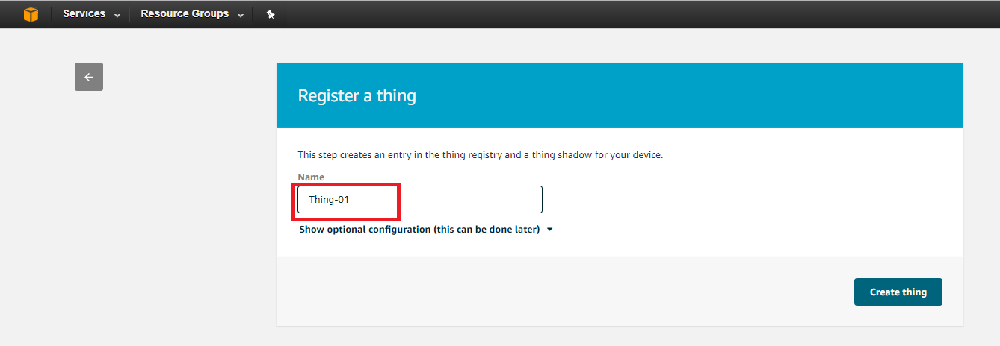 Services Resource Groups
Register a thing
This step creates an entry in the thing registry and a thing shadow for your device.
Name
Thing-01
Show optional configuration (this can be done later)
Create thing